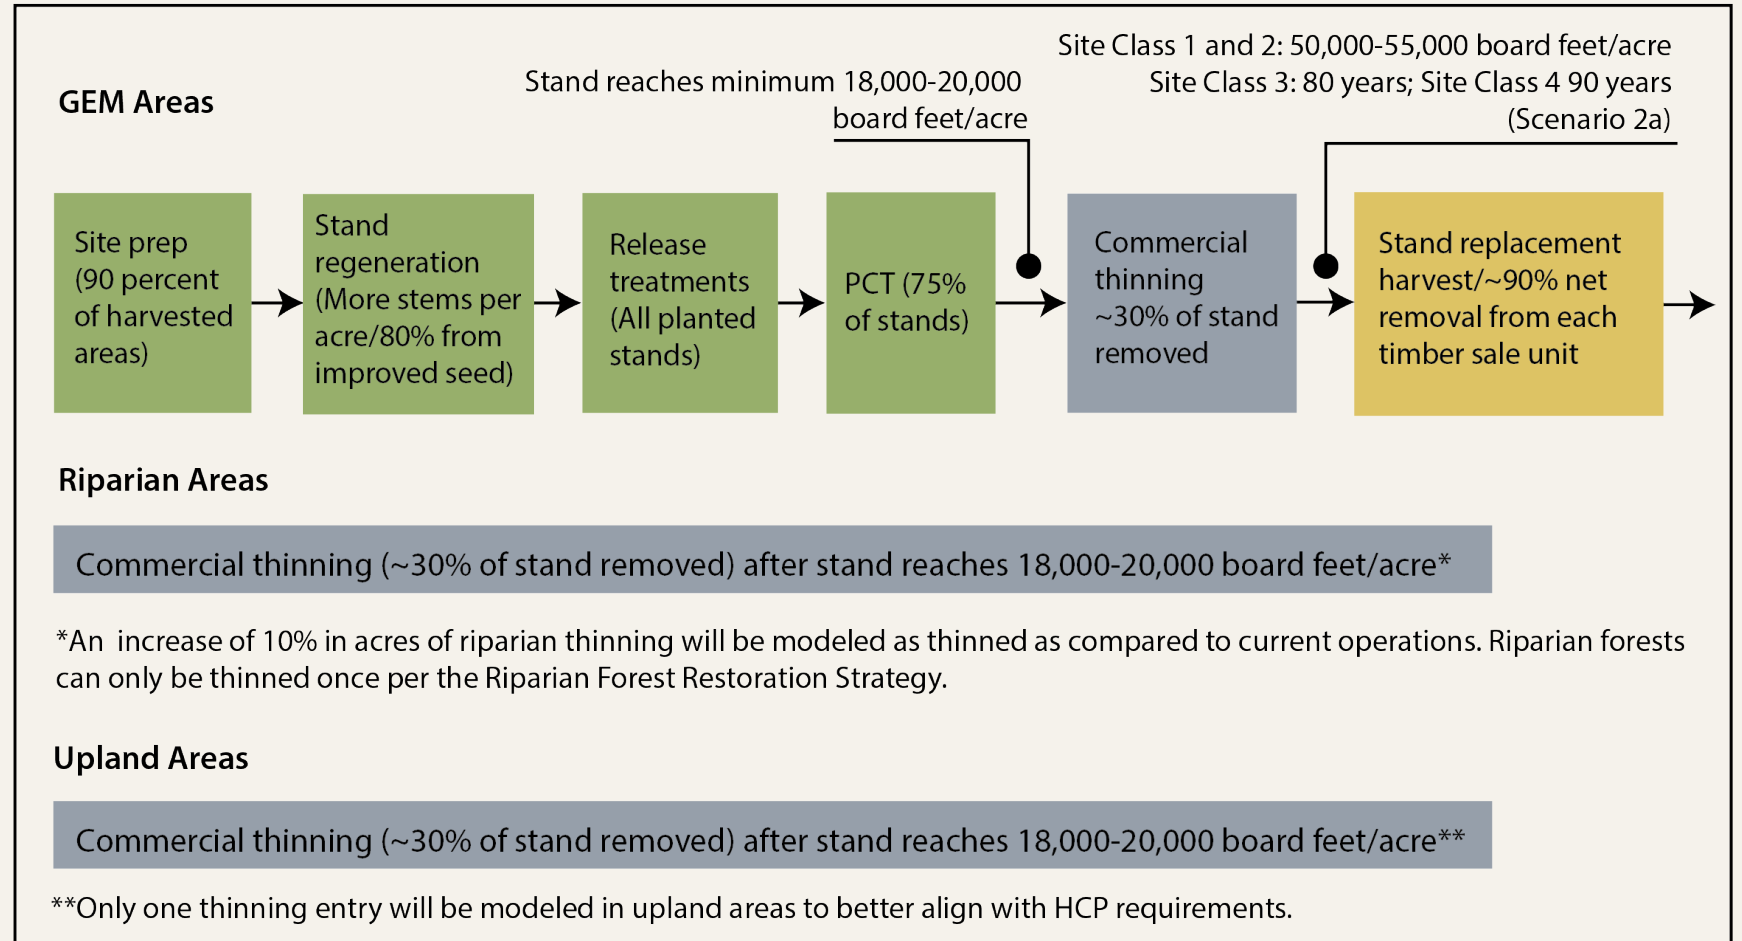 Site Class 1 and 2: 50,000-55,000 board feet/acre
Stand reaches minimum 18,000-20,000
Site Class 3: 80 years; Site Class 4 90 years
GEM Areas
board feet/acre
(Scenario 2a)
Site prep
(90 percent
of harvested
areas)
Stand
regeneration
(More stems per
acre/80% from
improved seed)
Release
treatments
(All planted
stands)
PCT (75%
of stands)
Commercial
thinning
~30% of stand
removed
Stand replacement
harvest/~90% net
removal from each
timber sale unit
Riparian Areas
Commercial thinning (~30% of stand removed) after stand reaches 18,000-20,000 board feet/acre*
*An increase of 10% in acres of riparian thinning will be modeled as thinned as compared to current operations. Riparian forests
can only be thinned once per the Riparian Forest Restoration Strategy.
Upland Areas
Commercial thinning (~30% of stand removed) after stand reaches 18,000-20,000 board feet/acre**
**Only one thinning entry will be modeled in upland areas to better align with HCP requirements.